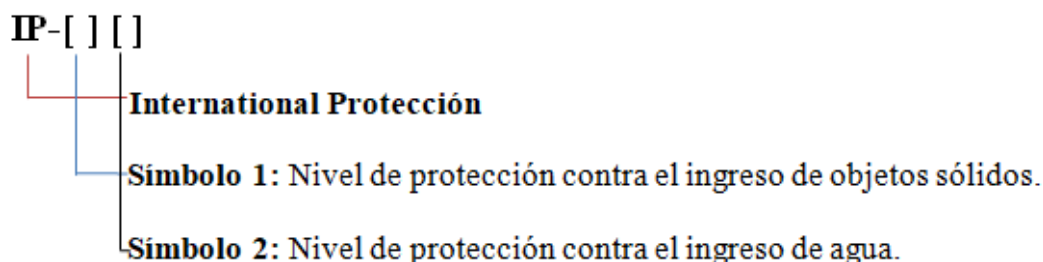 IP-[ ] [ ]
International Protección
Símbolo 1: Nivel de protección contra el ingreso de objetos sólidos.
Símbolo 2: Nivel de protección contra el ingreso de agua.